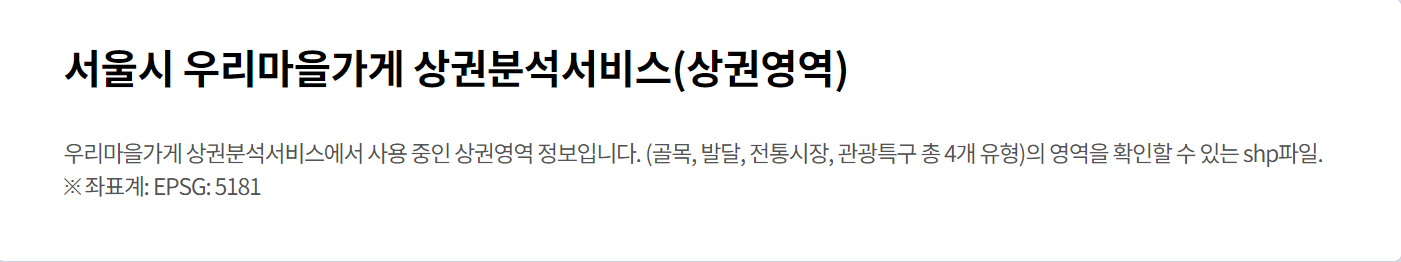 서울시 우리마을가게 상권분석서비스(상권영역)
우리마을가게 상권분석서비스에서 사용 중인 상권영역 정보입니다. (골목, 발달, 전통시장, 관광특구 총 4개 유형)의 영역을 확인할 수 있는 shp파일.
※ 좌표계: EPSG: 5181